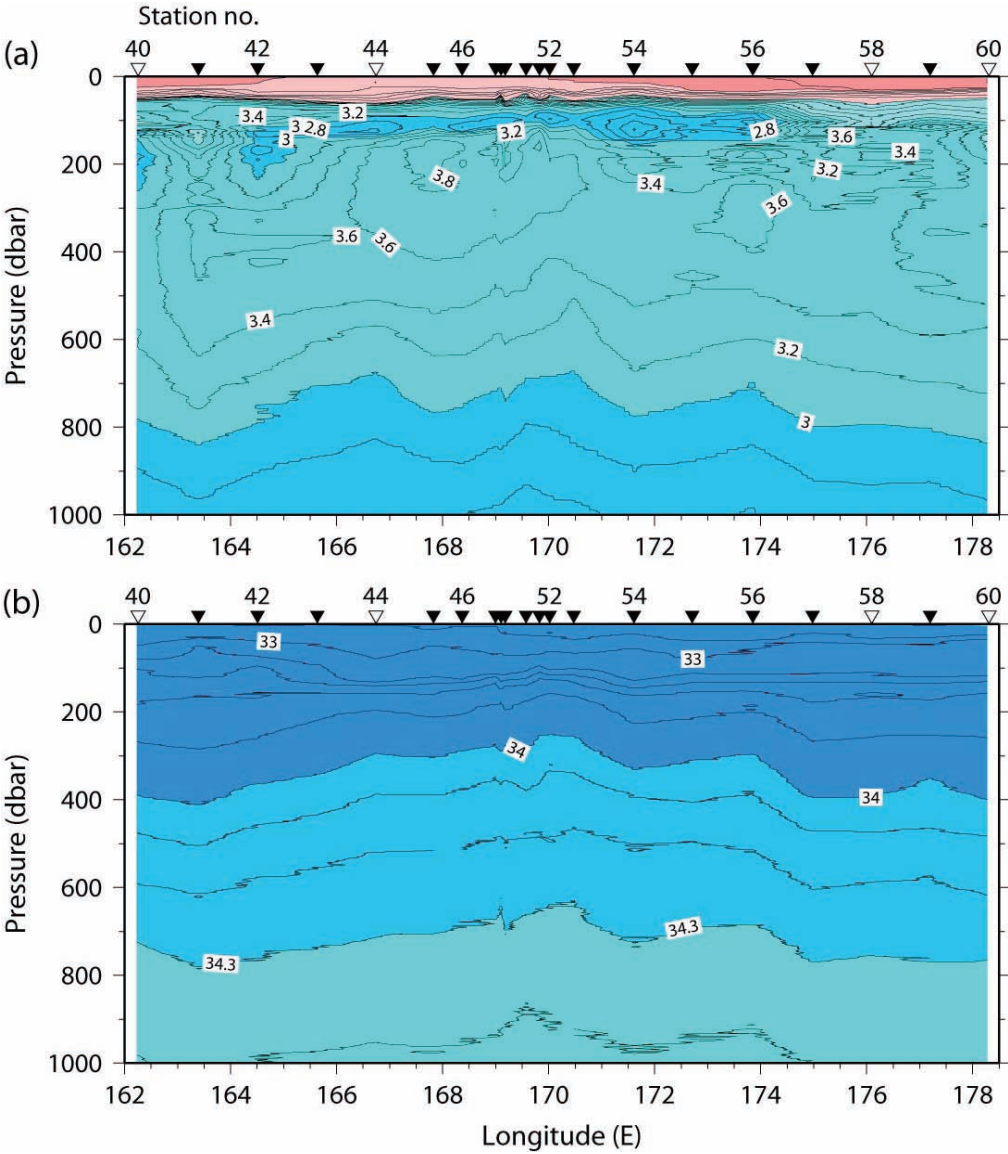 Station no.
(a)
40 42 44 46 52 54 56 58 60
0
3.4 3 2.8 3.2 3.2 2.8 3.6
3 3.4
200
3.8 3.4 3.2
3.6
3.6 3.6
400
3.4
600
3.2
800
3
1000
Pressure (dbar)
162 164 166 168 170 172 174 176 178
(b)
40 42 44 46 52 54 56 58 60
0
33 33
200
34
400
34
600
34.3
800
34.3
1000
Pressure (dbar)
162 164 166 168 170 172 174 176 178
Longitude (E)